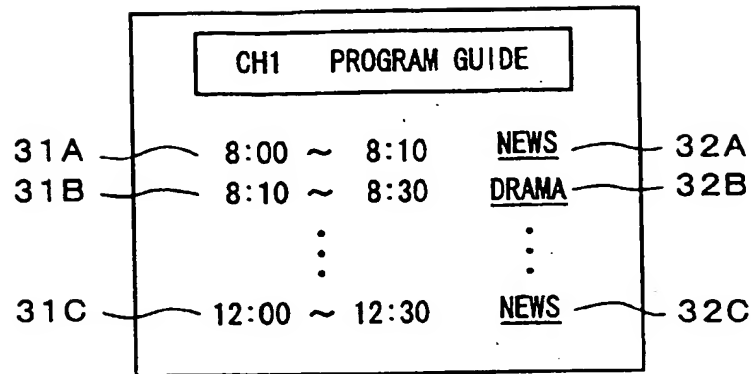 CH1 PROGRAM GUIDE
31A 8:00 ~ 8:10 NEWS 32A
31B 8:10 ~ 8:30 DRAMA 32B
31C 12:00 ~ 12:30 NEWS 32C